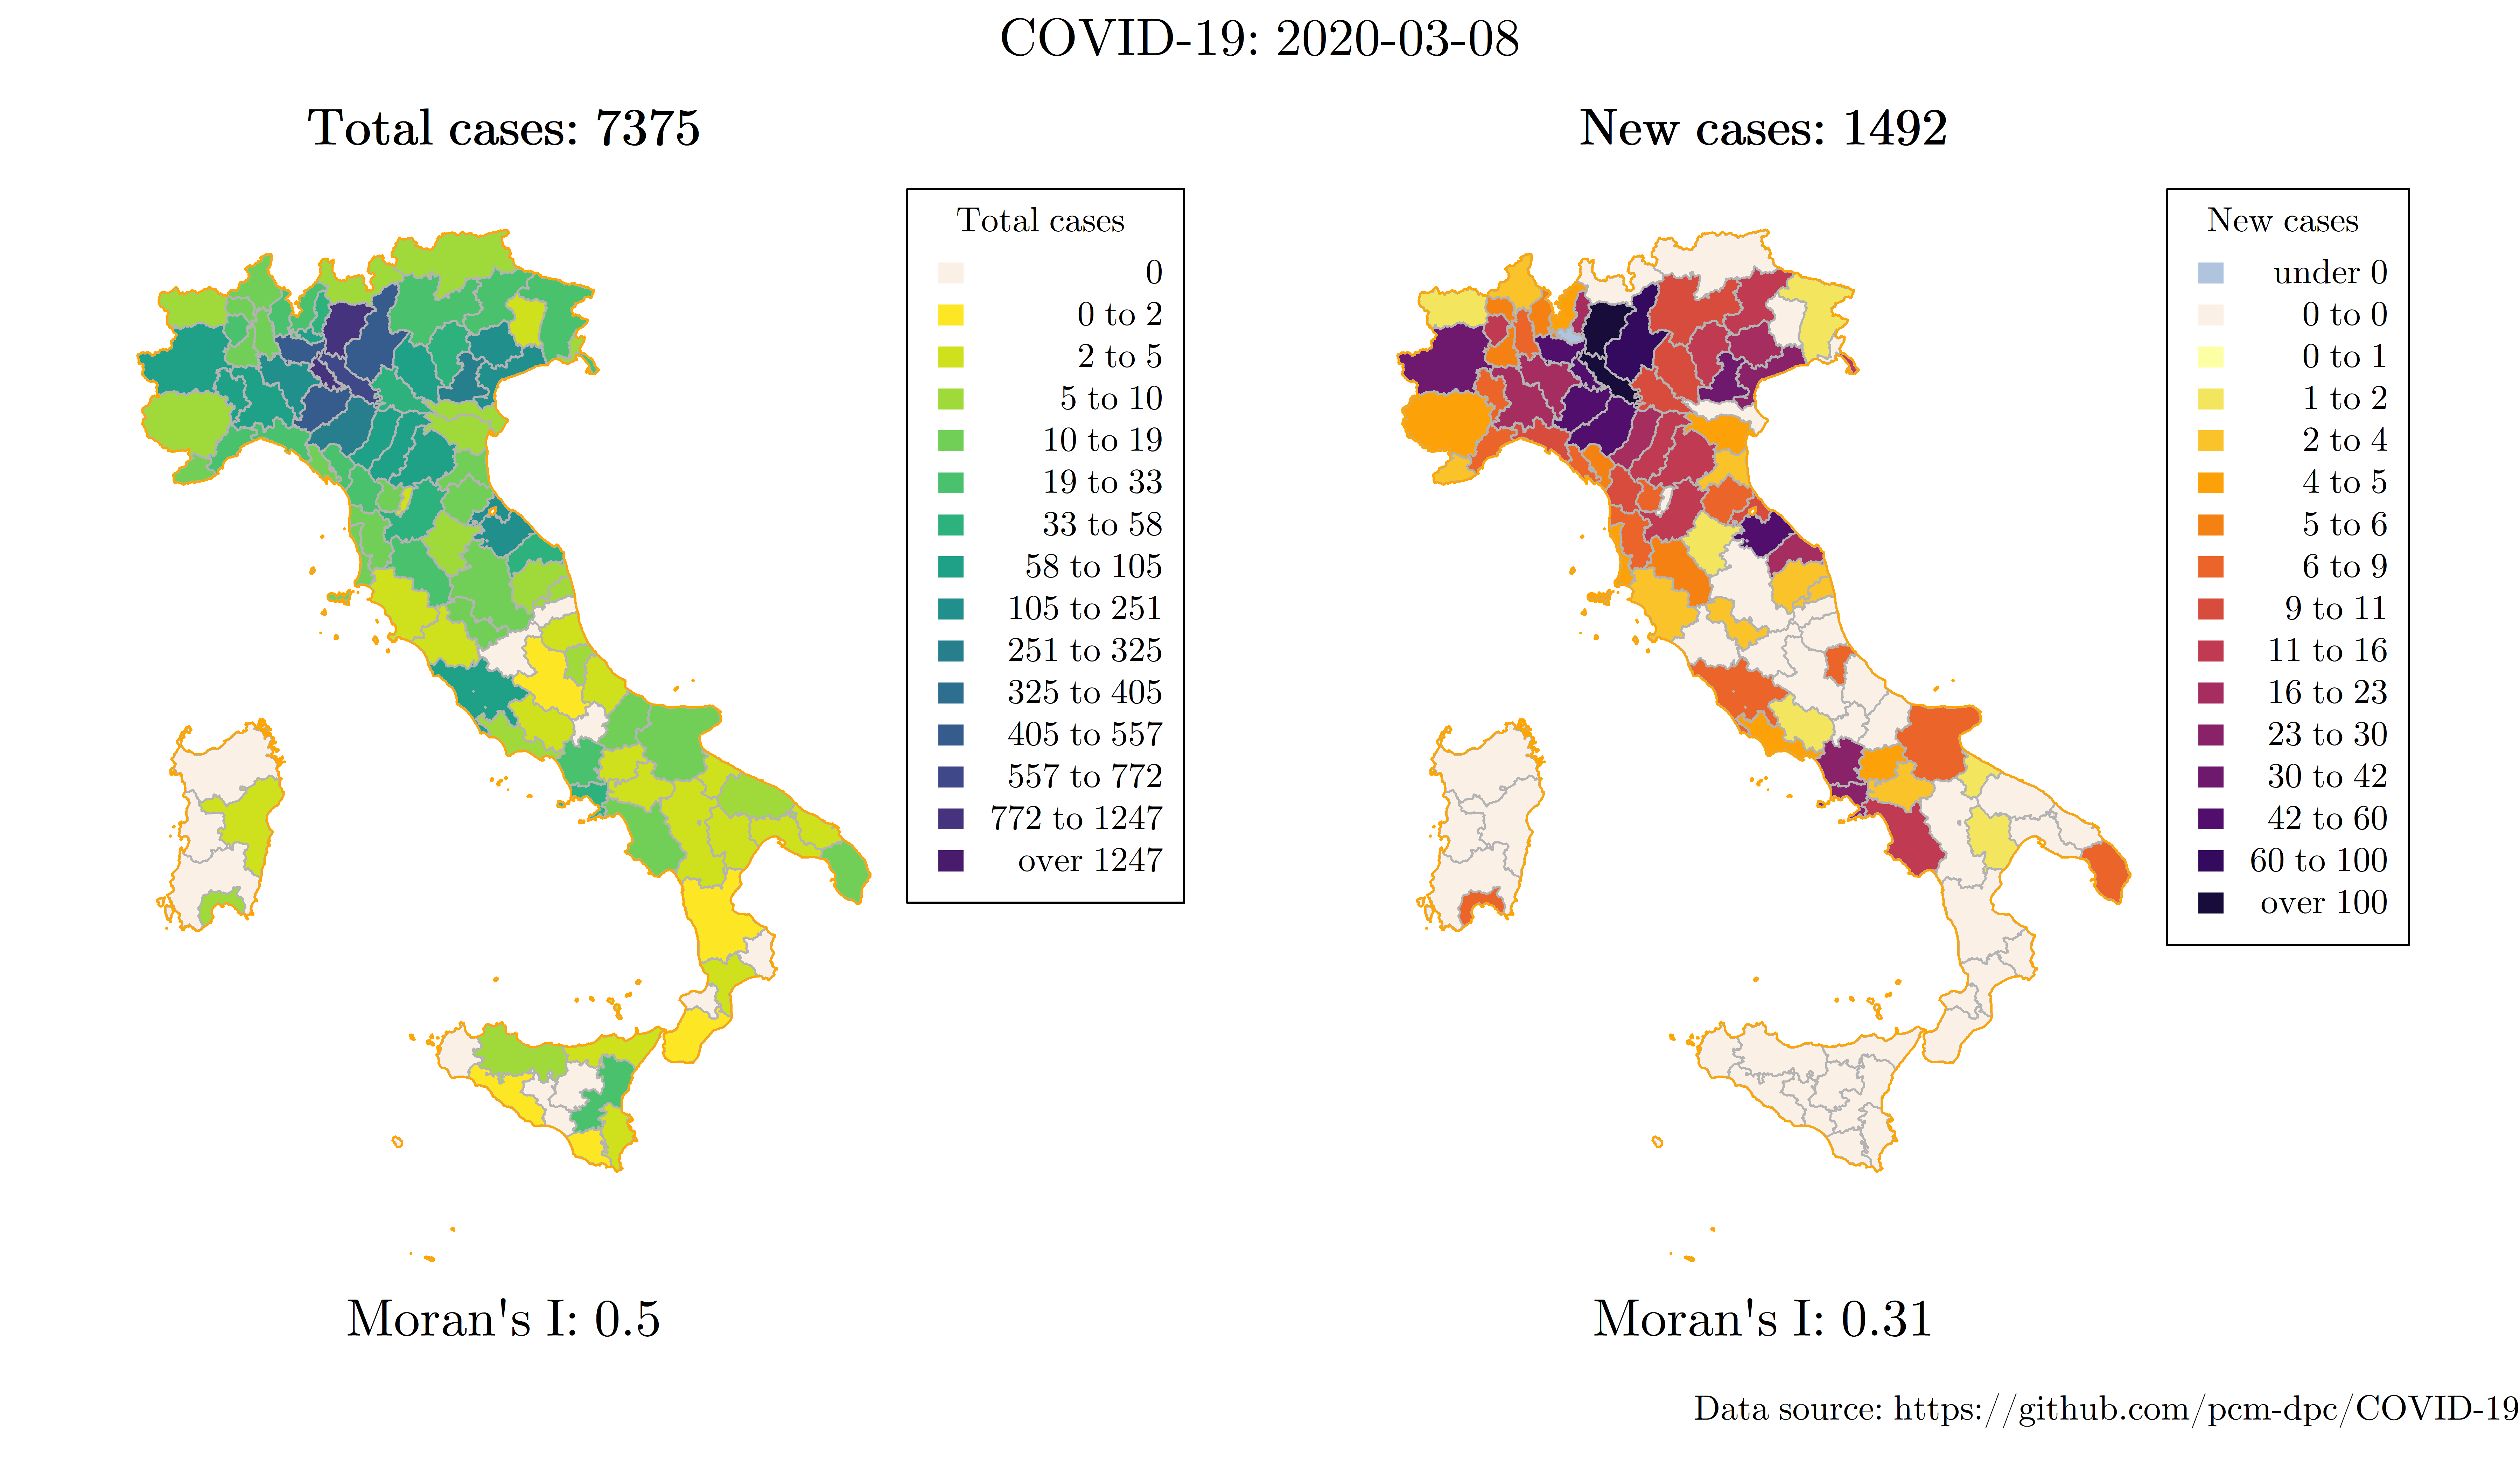 COVID-19: 2020-03-08
Total cases: 7375
Total cases
0
0 to 2
2 to 5
5 to 10
10 to 19
19 to 33
33 to 58
58 to 105
105 to 251
251 to 325
325 to 405
405 to 557
557 to 772
772 to 1247
over 1247
Moran's I: 0.5
New cases: 1492
New cases
under 0
0 to 0
0 to 1
1 to 2
2 to 4
4 to 5
5 to 6
6 to 9
9 to 11
11 to 16
16 to 23
23 to 30
30 to 42
42 to 60
60 to 100
over 100
Moran's I: 0.31
Data source: https://github.com/pcm-dpc/COVID-19